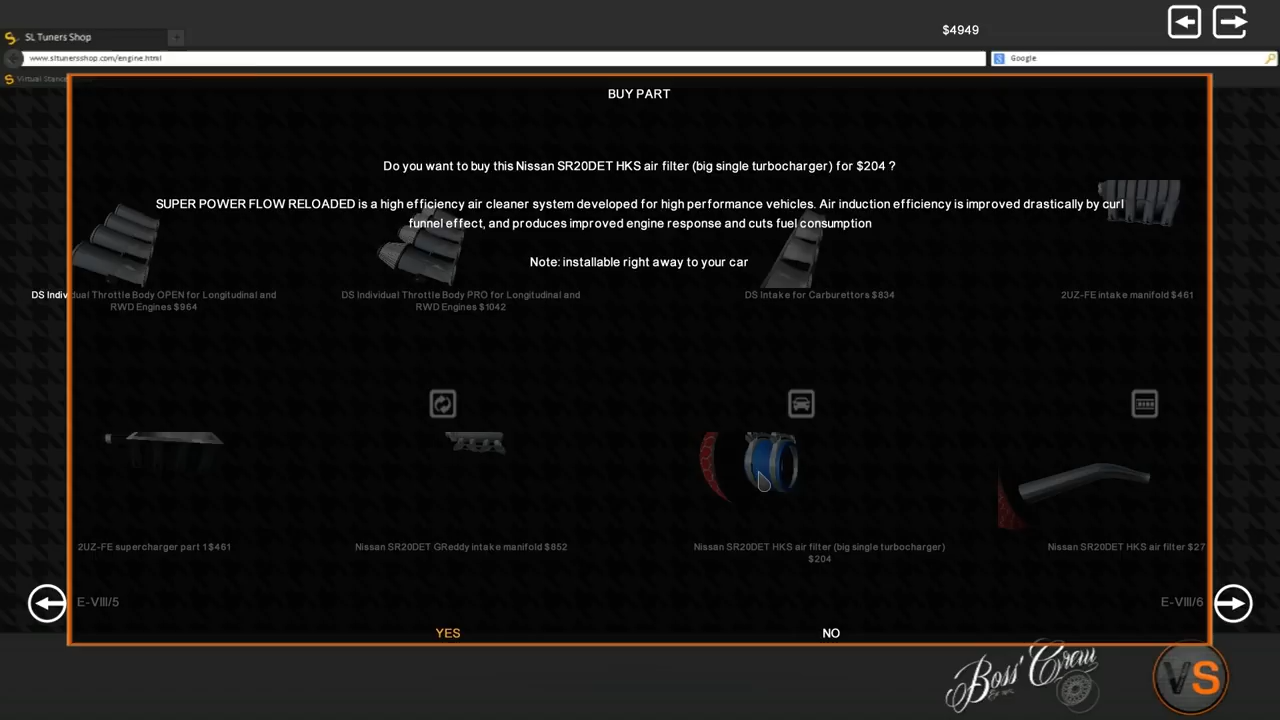 $4949
SL Tuners Shop
www.sltunersshop.com/engine.html
Google
Virtual Stance
BUY PART
Do you want to buy this Nissan SR20DET HKS air filter (big single turbocharger) for $204 ?
SUPER POWER FLOW RELOADED is a high efficiency air cleaner system developed for high performance vehicles. Air induction efficiency is improved drastically by curl
funnel effect, and produces improved engine response and cuts fuel consumption
Note: installable right away to your car
DS Individual Throttle Body OPEN for Longitudinal and
RWD Engines $964
DS Individual Throttle Body PRO for Longitudinal and
RWD Engines $1042
DS Intake for Carburettors $834
2UZ-FE intake manifold $461
2UZ-FE supercharger part 1 $461
Nissan SR20DET GReddy intake manifold $852
Nissan SR20DET HKS air filter (big single turbocharger)
$204
Nissan SR20DET HKS air filter $27
E-VIII/5
E-VIII/6
YES
NO
Boss' Crew
VS